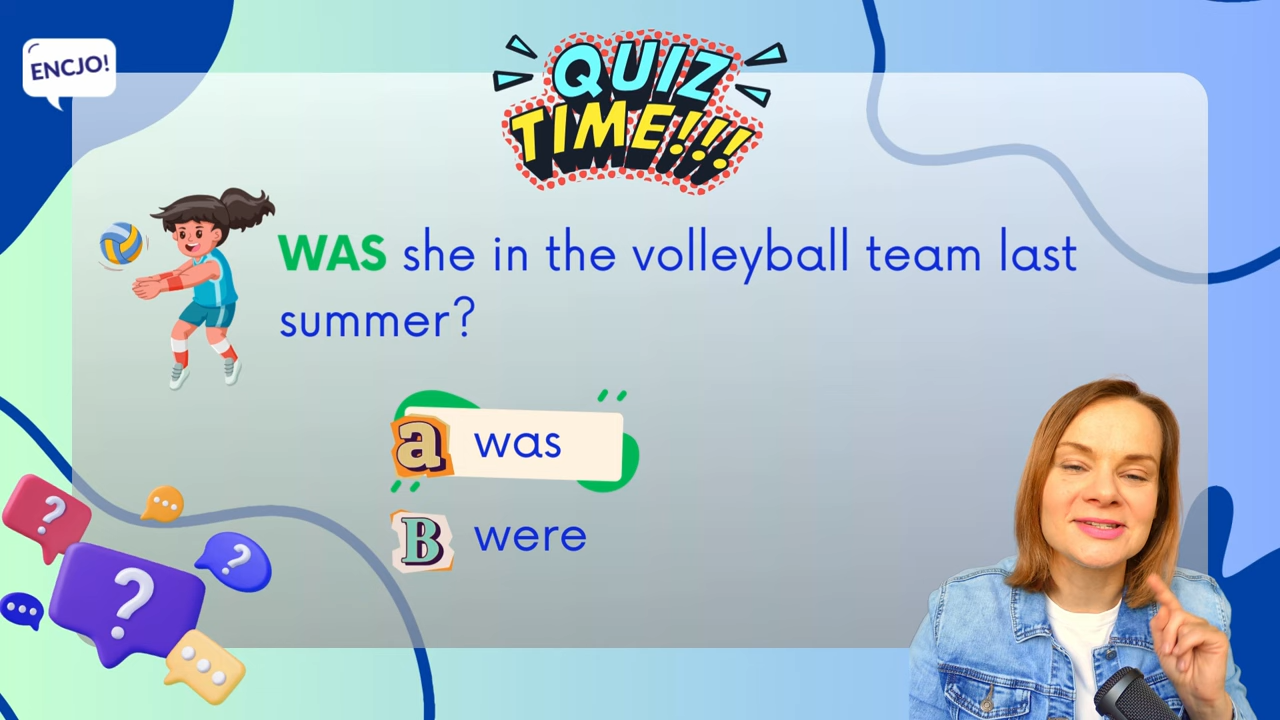 ENCJO!
QUIZ
TIME!!!
WAS she in the volleyball team last
summer?
a was
B were
?
?
?